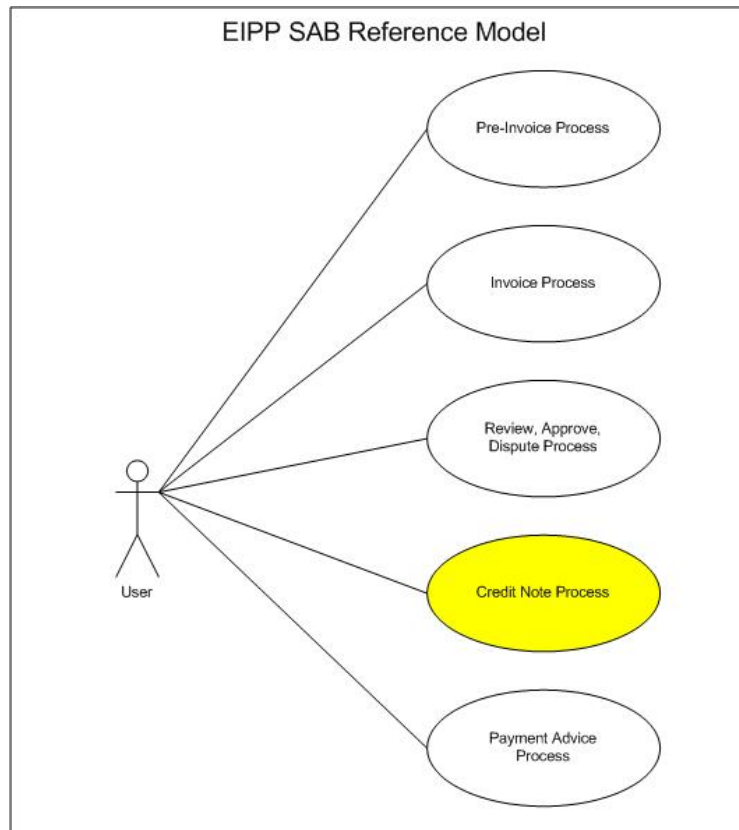 EIPP SAB Reference Model
Pre-Invoice Process
Invoice Process
Review, Approve,
Dispute Process
User
Credit Note Process
Payment Advice
Process